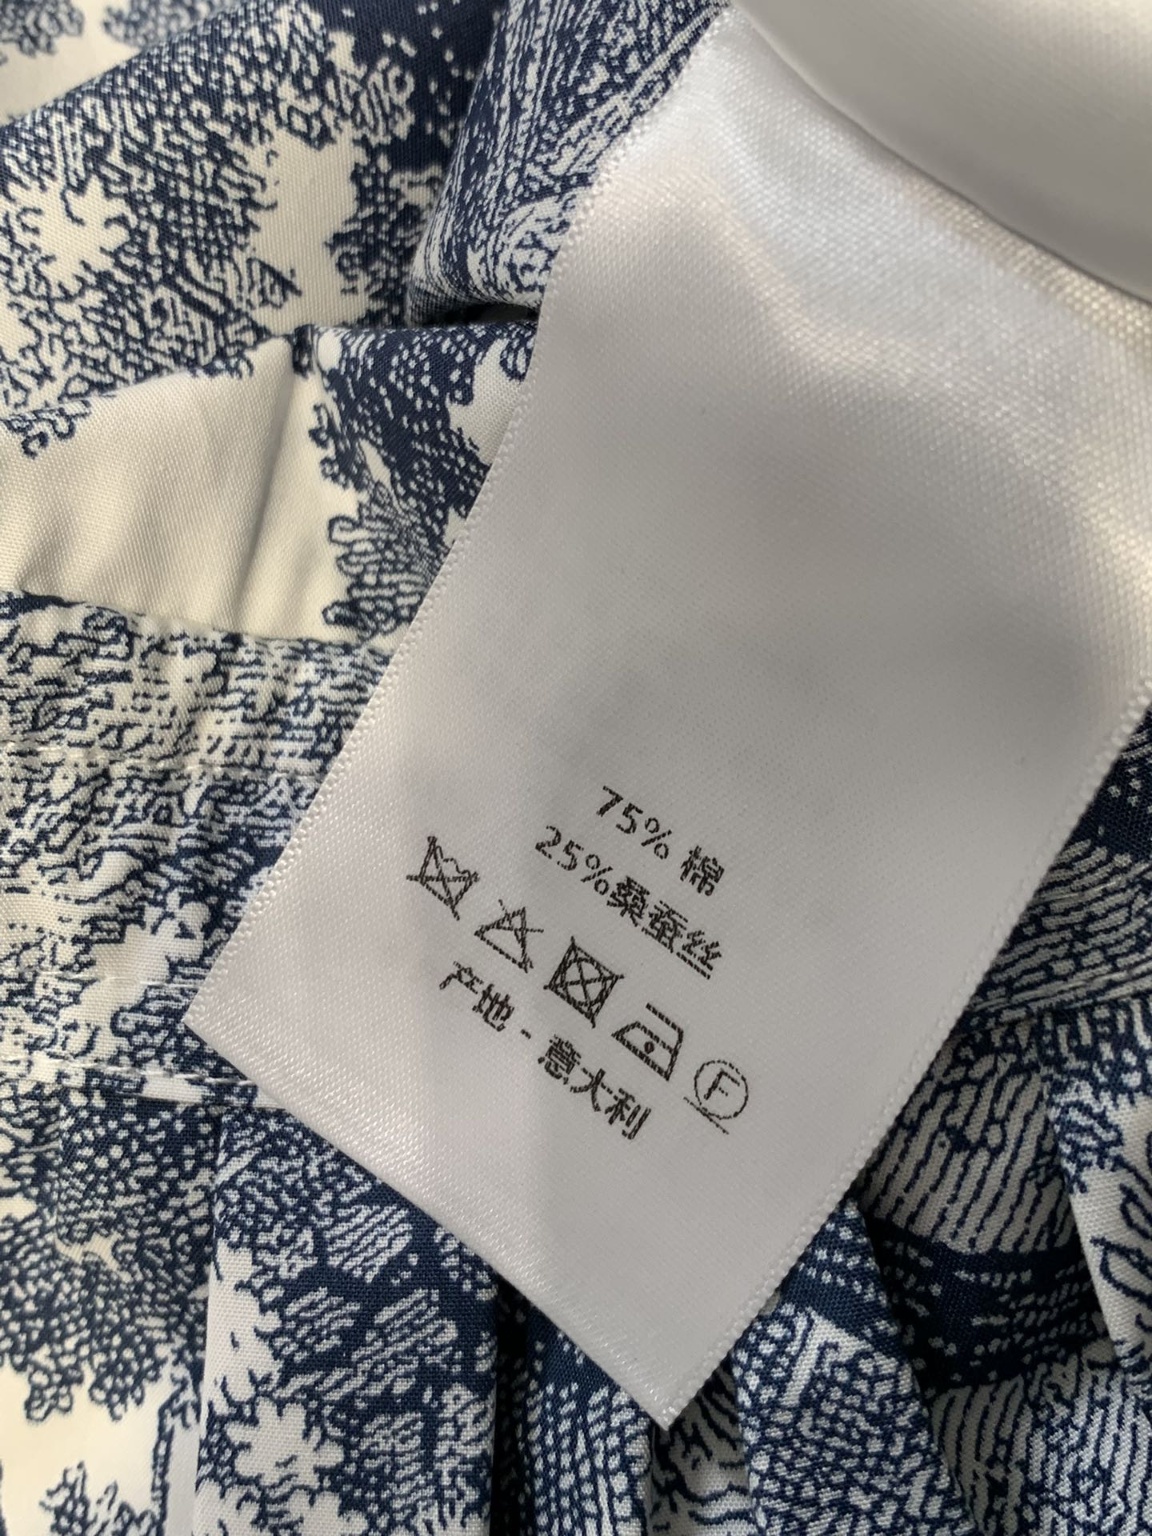 75% 棉
25%桑蚕丝
F
产地 - 意大利